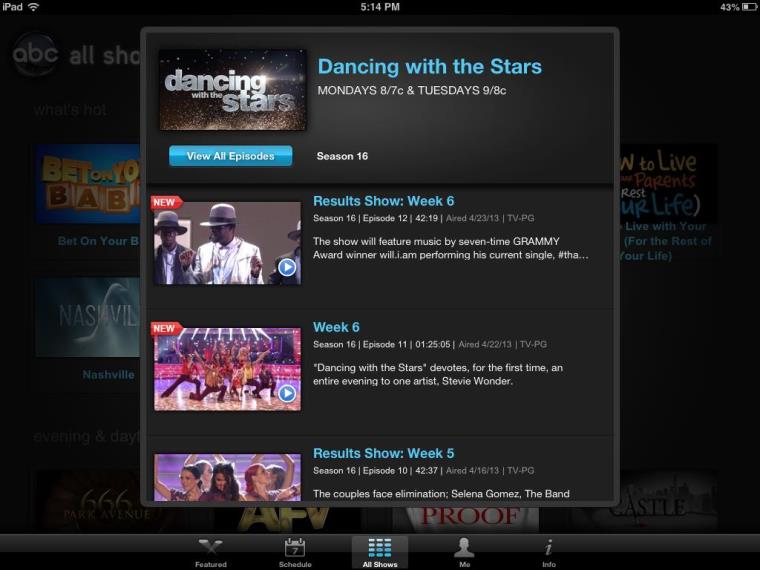 iPad
5:14 PM
43%
abc all sho
what's hot
BET ON YO
BABY
Bet On Your B
NASHVIL
Nashville
evening & dayt
666
PARK AVENUE
dancing
with the
stars
Dancing with the Stars
MONDAYS 8/7c & TUESDAYS 9/8c
View All Episodes
Season 16
NEW
Results Show: Week 6
Season 16 | Episode 12 | 42:19 | Aired 4/23/13 | TV-PG
The show will feature music by seven-time GRAMMY
Award winner will.i.am performing his current single, #tha...
NEW
Week 6
Season 16 | Episode 11 | 01:25:05 | Aired 4/22/13 | TV-PG
"Dancing with the Stars" devotes, for the first time, an
entire evening to one artist, Stevie Wonder.
Results Show: Week 5
Season 16 | Episode 10 | 42:37 | Aired 4/16/13 | TV-PG
The couples face elimination; Selena Gomez, The Band
W to Live
Your
Parents
REST
UR Life)
Live with Your
(For the Rest of
Your Life)
AFV
PROOF
CASTLE
Featured
7
Schedule
All Shows
Me
i
Info